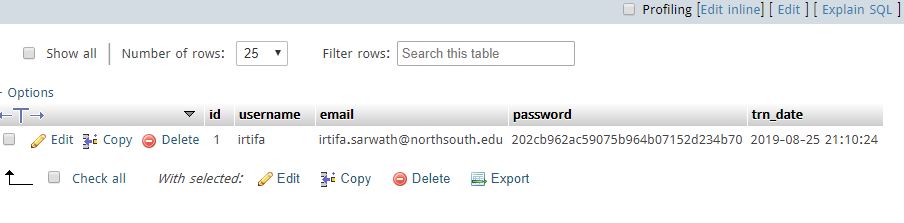 Profiling [Edit inline] [ Edit ] [ Explain SQL ]
Show all Number of rows: 25 Filter rows: Search this table
Options
id username email password trn_date
Edit Copy Delete 1 irtifa irtifa.sarwath@northsouth.edu 202cb962ac59075b964b07152d234b70 2019-08-25 21:10:24
Check all With selected: Edit Copy Delete Export